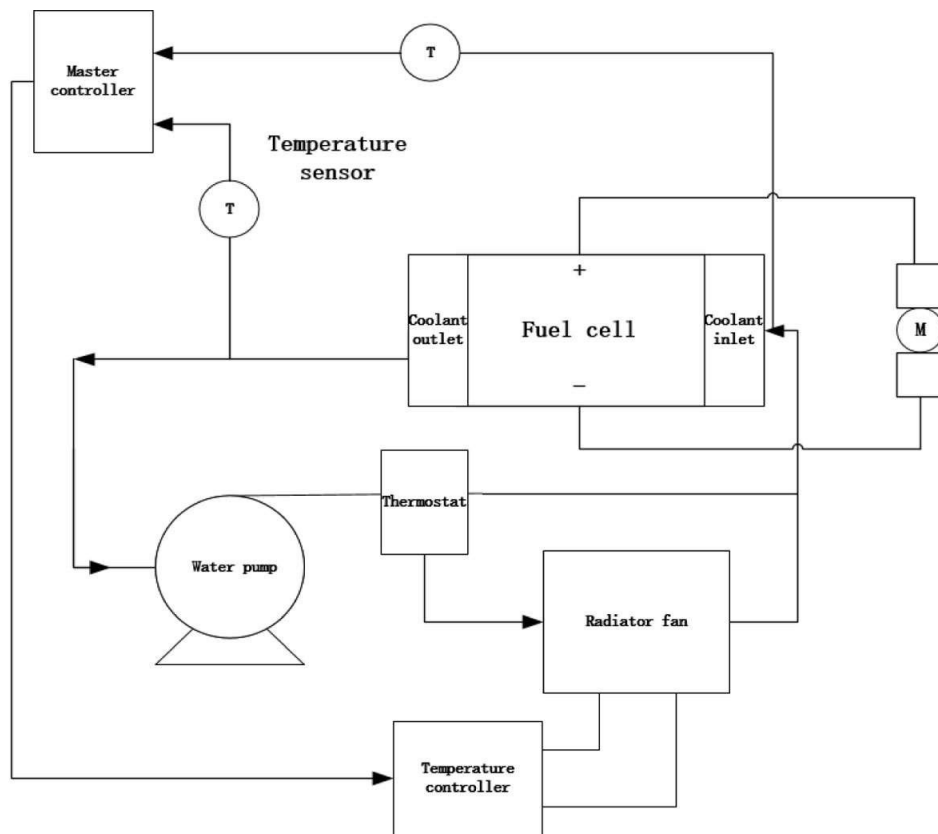 T
Master
controller
Temperature
sensor
T
+
Coolant
outlet
Fuel cell
Coolant
inlet
M
−
Thermostat
Water pump
Radiator fan
Temperature
controller